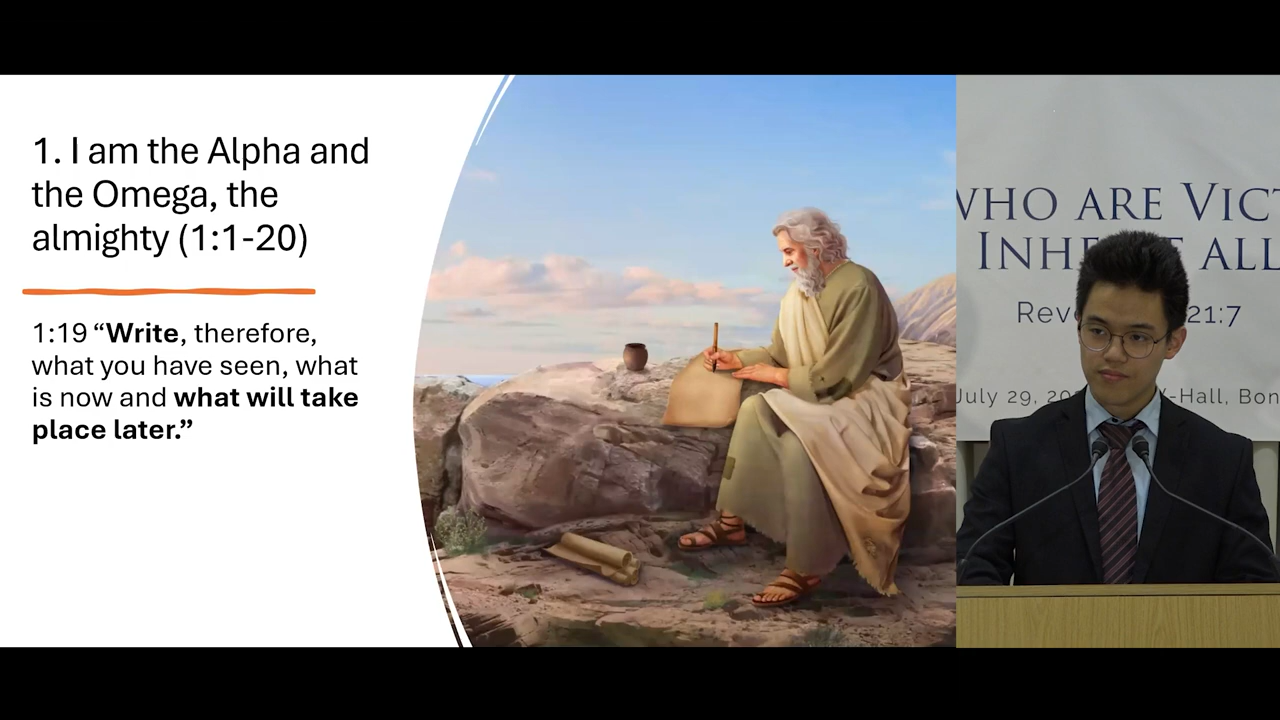 1. I am the Alpha and
the Omega, the
almighty (1:1-20)
1:19 “Write, therefore,
what you have seen, what
is now and what will take
place later.”
WHO ARE VICT
INH ALL
Rev 21:7
July 29, 20 -Hall, Bon